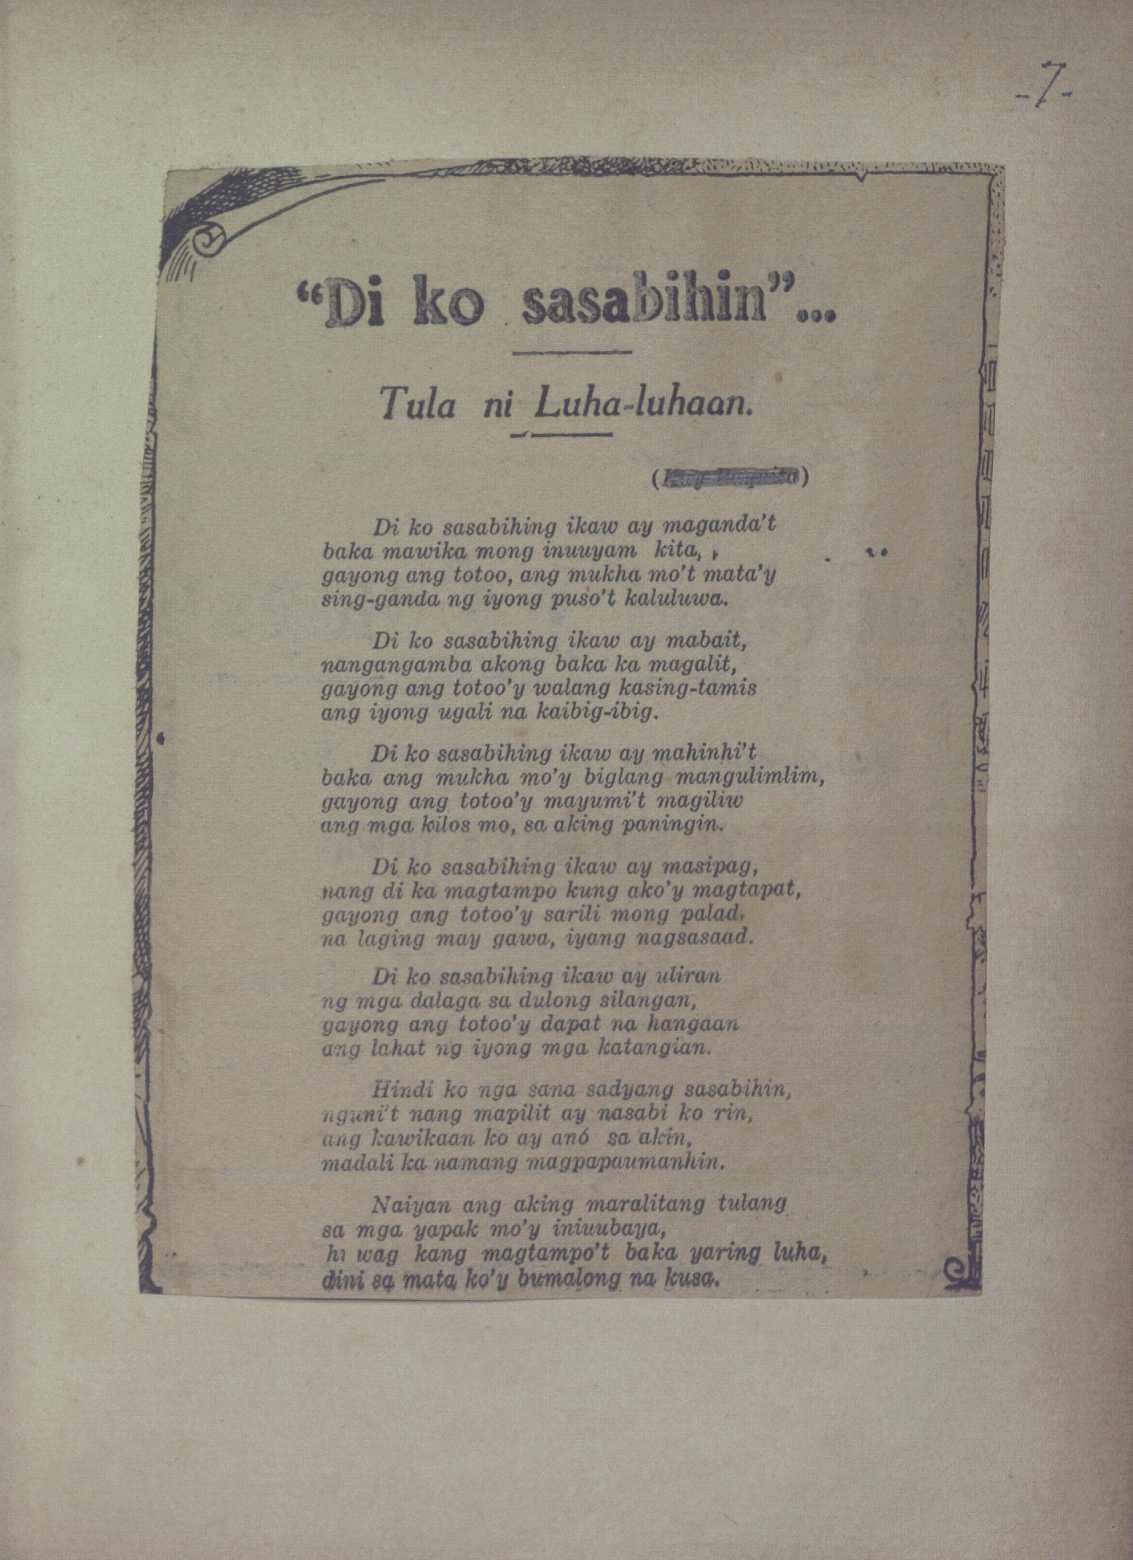 -7-
“Di ko sasabihin”...
Tula ni Luha-luhaan.
Di ko sasabihing ikaw ay maganda’t
baka mawika mong inuuyam kita,
gayong ang totoo, ang mukha mo’t mata’y
sing-ganda ng iyong puso’t kaluluwa.
Di ko sasabihing ikaw ay mabait,
nangangamba akong baka ka magalit,
gayong ang totoo’y walang kasing-tamis
ang iyong ugali na kaibig-ibig.
Di ko sasabihing ikaw ay mahinhi’t
baka ang mukha mo’y biglang mangulimlim,
gayong ang totoo’y mayumi’t magiliw
ang mga kilos mo, sa aking paningin.
Di ko sasabihing ikaw ay masipag,
nang di ka magtampo kung ako’y magtapat,
gayong ang totoo’y sarili mong palad,
na laging may gawa, iyang nagsasaad.
Di ko sasabihing ikaw ay uliran
ng mga dalaga sa dulong silangan,
gayong ang totoo’y dapat na hangaan
ang lahat ng iyong mga katangian.
Hindi ko nga sana sadyang sasabihin,
nguni’t nang mapilit ay nasabi ko rin,
ang kawikaan ko ay anó sa akin,
madali ka namang magpapaumanhin.
Naiyan ang aking maralitang tulang
sa mga yapak mo’y iniuubaya,
wag kang magtampo’t baka yaring luha,
dini sa mata ko’y bumalong na kusa.